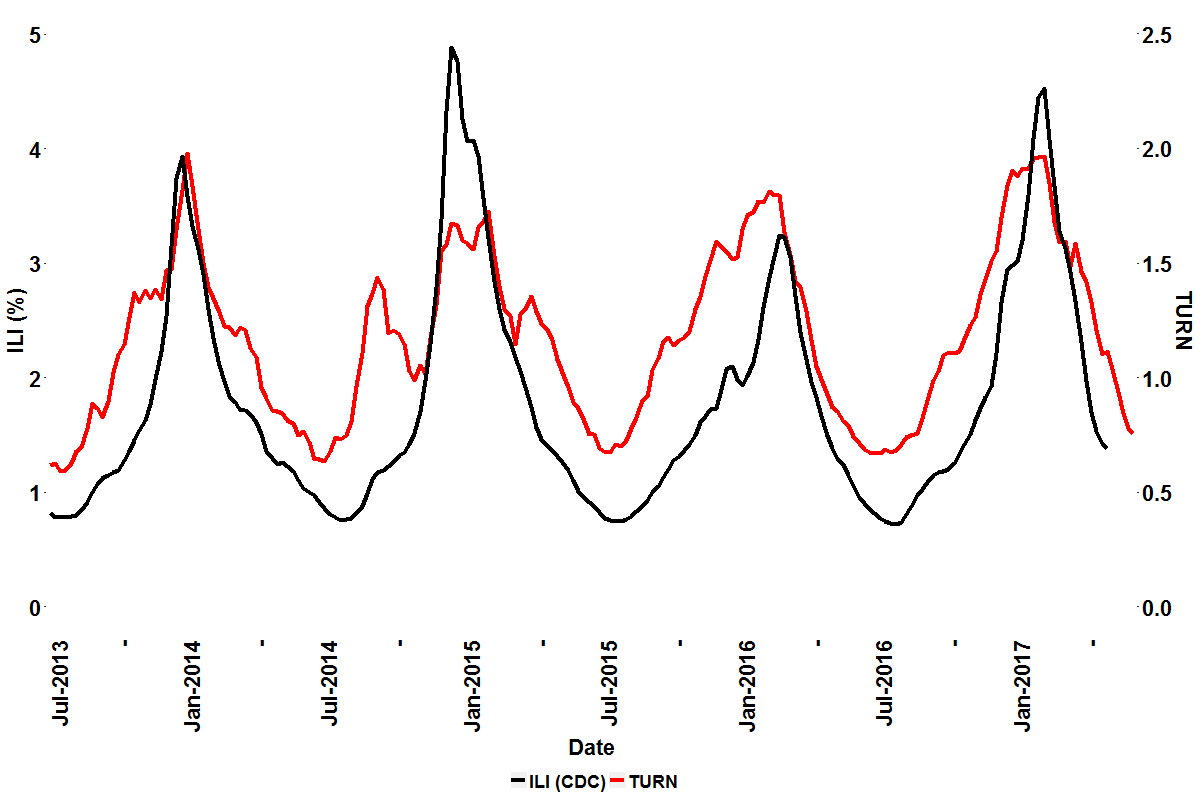 5
4
3
2
1
0
ILI (%)
2.5
2.0
1.5
1.0
0.5
0.0
TURN
Jul-2013
-
Jan-2014
-
Jul-2014
-
Jan-2015
-
Jul-2015
-
Jan-2016
-
Jul-2016
-
Jan-2017
-
Date
ILI (CDC) TURN